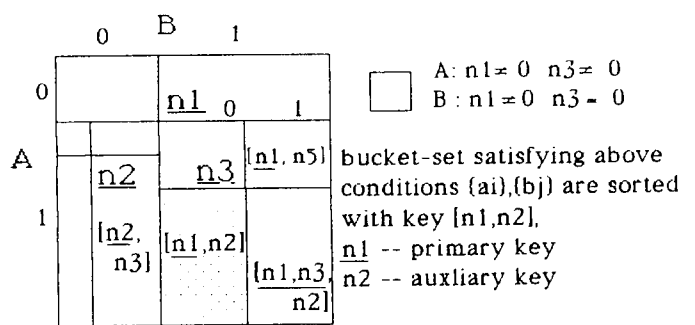 B
0 1
0
n1 0 1
A: n1≠ 0 n3= 0
B : n1≠0 n3 - 0
A
1
n2
n3
[n1, n5]
[n2,
n3]
[n1,n2]
[n1,n3,
n2]
bucket-set satisfying above
conditions {ai},{bj} are sorted
with key [n1,n2],
n1 -- primary key
n2 -- auxliary key